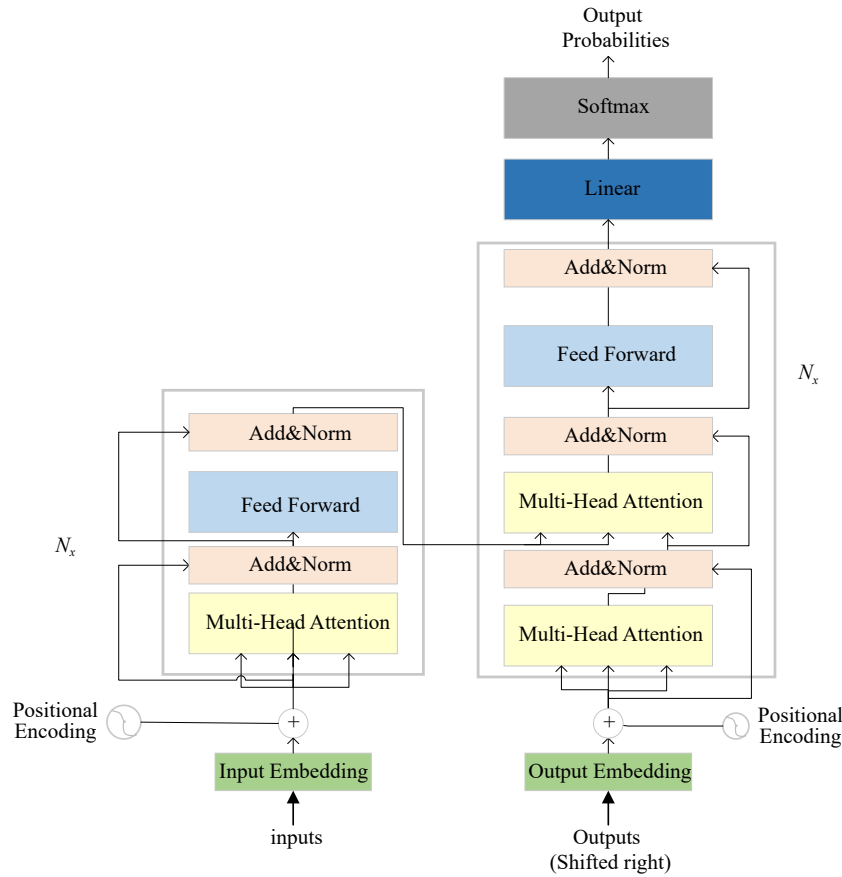 Output
Probabilities
Softmax
Linear
Add&Norm
Feed Forward
N_x
Add&Norm
Multi-Head Attention
Add&Norm
Multi-Head Attention
Add&Norm
Feed Forward
N_x
Add&Norm
Multi-Head Attention
Positional
Encoding
+
+
Positional
Encoding
Input Embedding
Output Embedding
inputs
Outputs
(Shifted right)